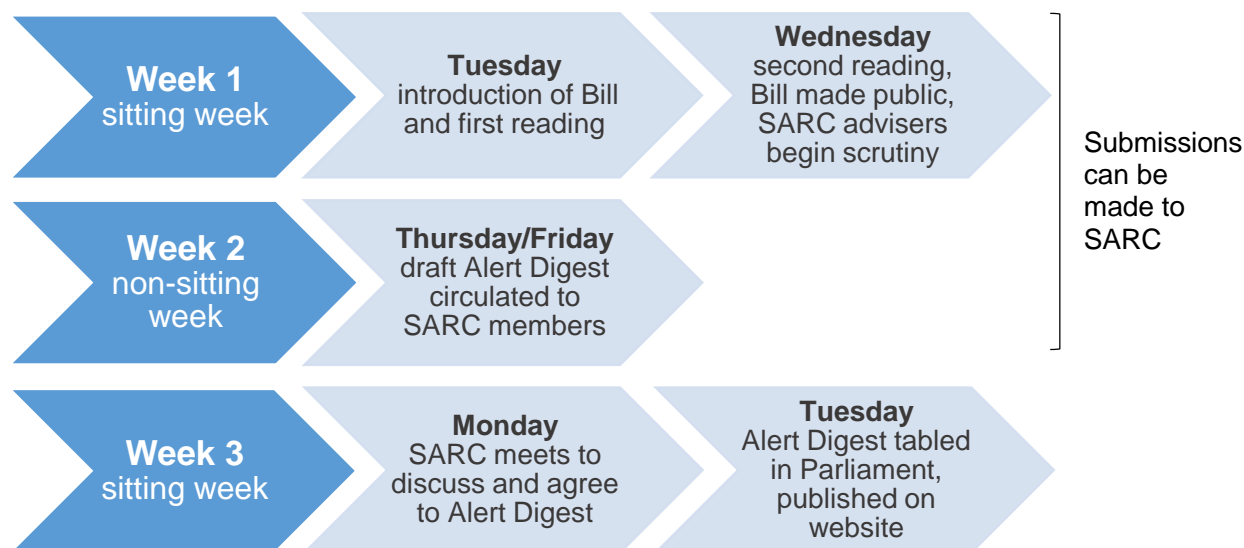 Week 1
sitting week
Tuesday
introduction of Bill
and first reading
Wednesday
second reading,
Bill made public,
SARC advisers
begin scrutiny
Submissions
can be
made to
SARC
Week 2
non-sitting
week
Thursday/Friday
draft Alert Digest
circulated to
SARC members
Week 3
sitting week
Monday
SARC meets to
discuss and agree
to Alert Digest
Tuesday
Alert Digest tabled
in Parliament,
published on
website